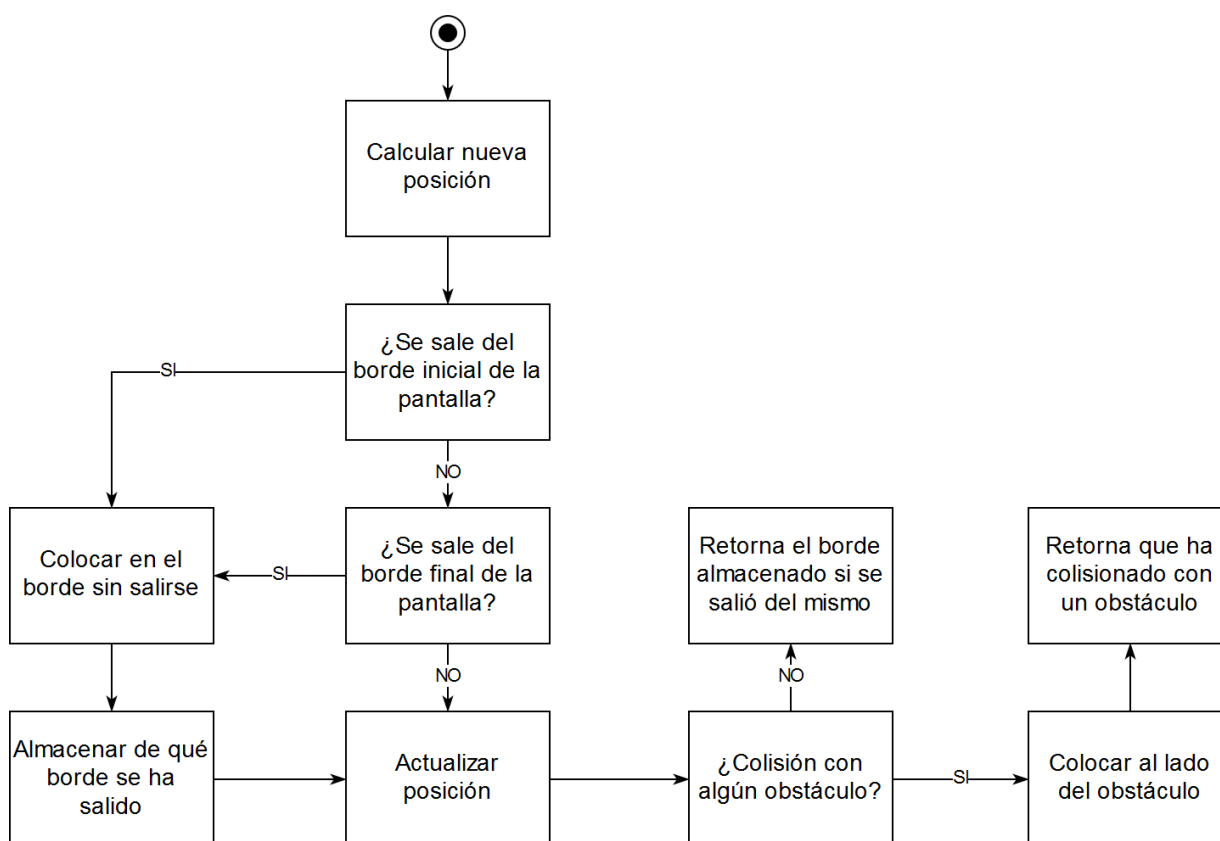 Calcular nueva
posición
¿Se sale del
borde inicial de la
pantalla?
SI
NO
Colocar en el
borde sin salirse
SI
¿Se sale del
borde final de la
pantalla?
Retorna el borde
almacenado si se
salió del mismo
Retorna que ha
colisionado con
un obstáculo
NO
NO
Almacenar de qué
borde se ha
salido
Actualizar
posición
¿Colisión con
algún obstáculo?
SI
Colocar al lado
del obstáculo